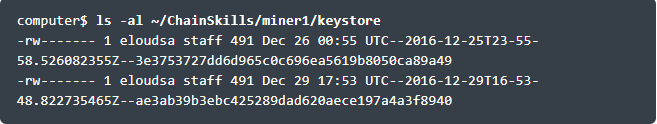 computer$ ls -al ~/ChainSkills/miner1/keystore
-rw------- 1 eloudsa staff 491 Dec 26 00:55 UTC--2016-12-25T23-55-
58.526082355Z--3e3753727dd6d965c0c696ea5619b8050ca89a49
-rw------- 1 eloudsa staff 491 Dec 29 17:53 UTC--2016-12-29T16-53-
48.822735465Z--ae3ab39b3ebc425289dad620aece197a4a3f8940